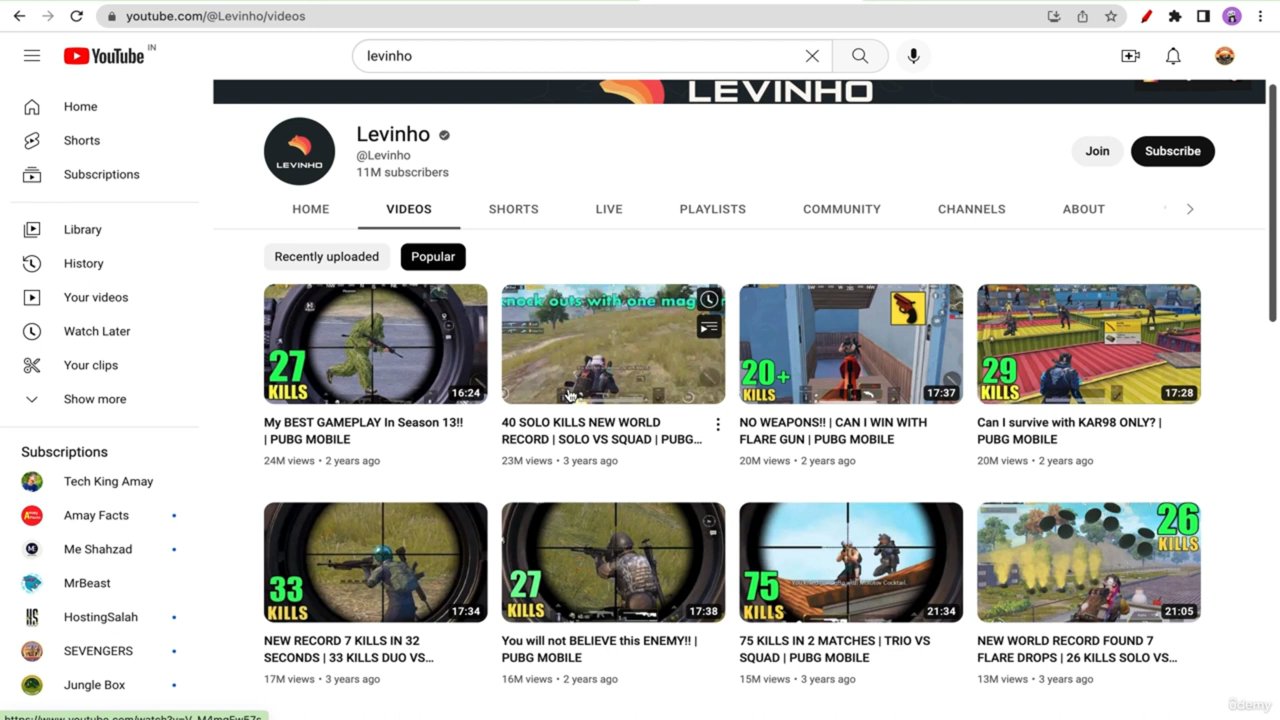 youtube.com/@Levinho/videos
YouTube IN
levinho
LEVINHO
Home
Shorts
Subscriptions
Library
History
Your videos
Watch Later
Your clips
Show more
Subscriptions
Tech King Amay
Amay Facts
Me Shahzad
MrBeast
HostingSalah
SEVENGERS
Jungle Box
LEVINHO
Levinho
@Levinho
11M subscribers
Join
Subscribe
HOME VIDEOS SHORTS LIVE PLAYLISTS COMMUNITY CHANNELS ABOUT
Recently uploaded Popular
27
KILLS
16:24
My BEST GAMEPLAY In Season 13!!
| PUBG MOBILE
24M views • 2 years ago
knock outs with one mag
40 SOLO KILLS NEW WORLD
RECORD | SOLO VS SQUAD | PUBG...
23M views • 3 years ago
20+
KILLS
17:37
NO WEAPONS!! | CAN I WIN WITH
FLARE GUN | PUBG MOBILE
20M views • 2 years ago
29
KILLS
17:28
Can I survive with KAR98 ONLY? |
PUBG MOBILE
20M views • 2 years ago
33
KILLS
17:34
NEW RECORD 7 KILLS IN 32
SECONDS | 33 KILLS DUO VS...
17M views • 3 years ago
27
KILLS
17:38
You will not BELIEVE this ENEMY!! |
PUBG MOBILE
16M views • 2 years ago
75
KILLS
21:34
75 KILLS IN 2 MATCHES | TRIO VS
SQUAD | PUBG MOBILE
15M views • 3 years ago
26
KILLS
21:05
NEW WORLD RECORD FOUND 7
FLARE DROPS | 26 KILLS SOLO VS...
13M views • 3 years ago
ûdemy